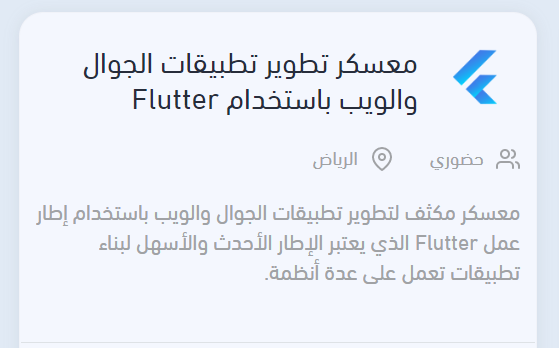 معسكر تطوير تطبيقات الجوال
والويب باستخدام Flutter
حضوري
الرياض
معسكر مكثف لتطوير تطبيقات الجوال والويب باستخدام إطار
عمل Flutter الذي يعتبر الإطار الأحدث والأسهل لبناء
تطبيقات تعمل على عدة أنظمة.